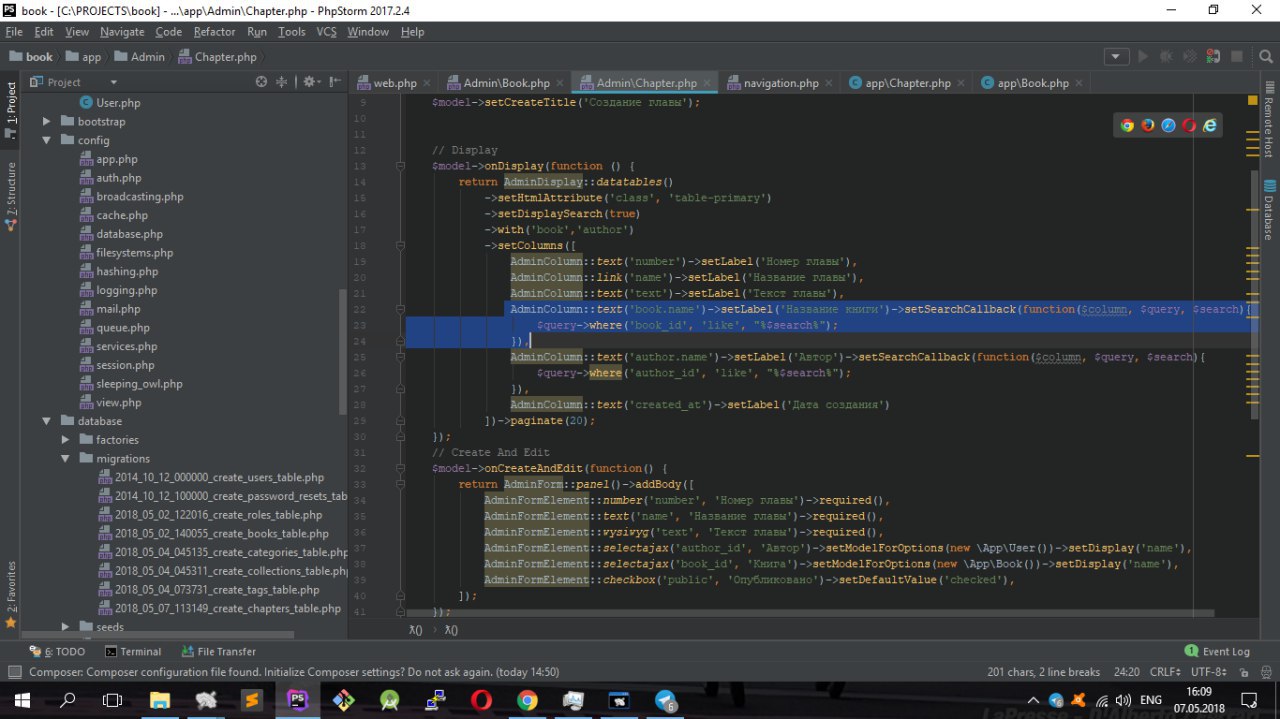 book - [C:\PROJECTS\book] - ...\app\Admin\Chapter.php - PhpStorm 2017.2.4
File Edit View Navigate Code Refactor Run Tools VCS Window Help
book app Admin Chapter.php
Project
web.php Admin\Book.php Admin\Chapter.php navigation.php app\Chapter.php app\Book.php
1: Project
7: Structure
2: Favorites
User.php
bootstrap
config
app.php
auth.php
broadcasting.php
cache.php
database.php
filesystems.php
hashing.php
logging.php
mail.php
queue.php
services.php
session.php
sleeping_owl.php
view.php
database
factories
migrations
2014_10_12_000000_create_users_table.php
2014_10_12_100000_create_password_resets_tab
2018_05_02_122016_create_roles_table.php
2018_05_02_140055_create_books_table.php
2018_05_04_045135_create_categories_table.php
2018_05_04_045311_create_collections_table.php
2018_05_04_073731_create_tags_table.php
2018_05_07_113149_create_chapters_table.php
seeds
9 $model->setCreateTitle('Создание главы');
10
11
12 // Display
13 $model->onDisplay(function () {
14 return AdminDisplay::datatables()
15 ->setHtmlAttribute('class', 'table-primary')
16 ->setDisplaySearch(true)
17 ->with('book','author')
18 ->setColumns([
19 AdminColumn::text('number')->setLabel('Номер главы'),
20 AdminColumn::link('name')->setLabel('Название главы'),
21 AdminColumn::text('text')->setLabel('Текст главы'),
22 AdminColumn::text('book.name')->setLabel('Название книги')->setSearchCallback(function($column, $query, $search){
23 $query->where('book_id', 'like', "%$search%");
24 }),
25 AdminColumn::text('author.name')->setLabel('Автор')->setSearchCallback(function($column, $query, $search){
26 $query->where('author_id', 'like', "%$search%");
27 }),
28 AdminColumn::text('created_at')->setLabel('Дата создания')
29 ])->paginate(20);
30 });
31 // Create And Edit
32 $model->onCreateAndEdit(function() {
33 return AdminForm::panel()->addBody([
34 AdminFormElement::number('number', 'Номер главы')->required(),
35 AdminFormElement::text('name', 'Название главы')->required(),
36 AdminFormElement::wysiwyg('text', 'Текст главы')->required(),
37 AdminFormElement::selectajax('author_id', 'Автор')->setModelForOptions(new \App\User())->setDisplay('name'),
38 AdminFormElement::selectajax('book_id', 'Книга')->setModelForOptions(new \App\Book())->setDisplay('name'),
39 AdminFormElement::checkbox('public', 'Опубликовано')->setDefaultValue('checked'),
40 ]);
41 });
λ() λ()
Remote Host
Database
6: TODO Terminal File Transfer 1 Event Log
Composer: Composer configuration file found. Initialize Composer settings? Do not ask again. (today 14:50) 201 chars, 2 line breaks 24:20 CRLF UTF-8
PS 6 6 ENG 16:09
07.05.2018